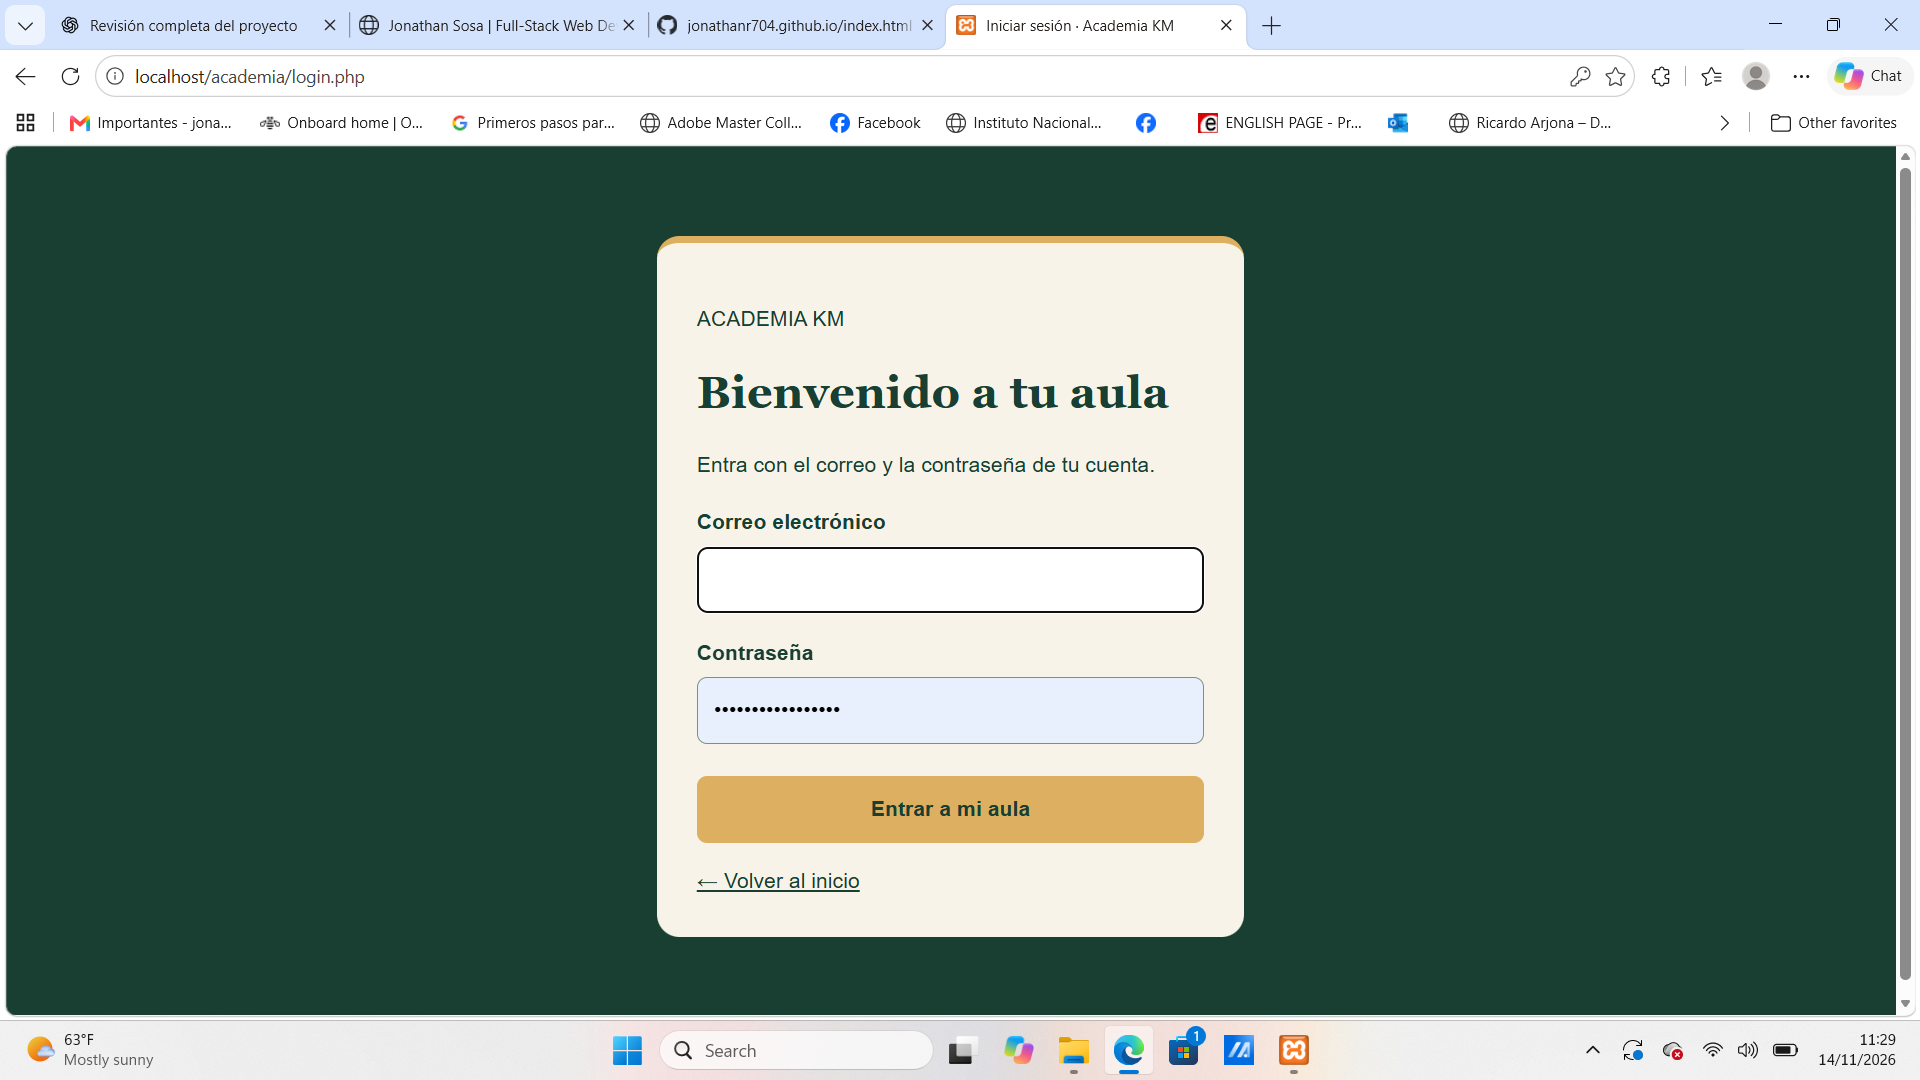 Revisión completa del proyecto
Jonathan Sosa | Full-Stack Web De
jonathanr704.github.io/index.html
Iniciar sesión · Academia KM
localhost/academia/login.php
Chat
Importantes - jona...
Onboard home | O...
Primeros pasos par...
Adobe Master Coll...
Facebook
Instituto Nacional...
ENGLISH PAGE - Pr...
Ricardo Arjona – D...
Other favorites
ACADEMIA KM
Bienvenido a tu aula
Entra con el correo y la contraseña de tu cuenta.
Correo electrónico
Contraseña
•••••••••••••••••
Entrar a mi aula
← Volver al inicio
63°F
Mostly sunny
Search
1
11:29
14/11/2026